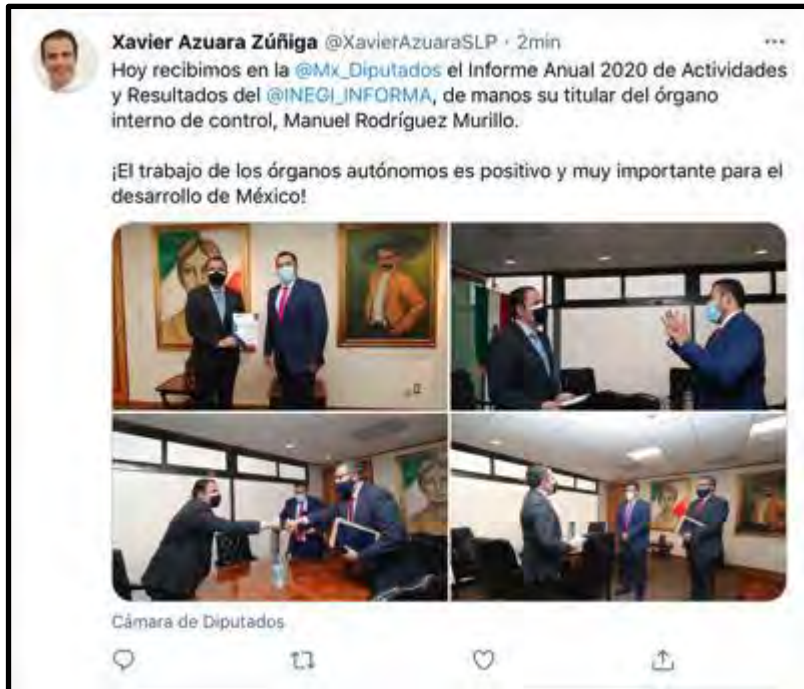 Xavier Azuara Zúñiga @XavierAzuaraSLP · 2min
Hoy recibimos en la @Mx_Diputados el Informe Anual 2020 de Actividades
y Resultados del @INEGI_INFORMA, de manos su titular del órgano
interno de control, Manuel Rodríguez Murillo.
¡El trabajo de los órganos autónomos es positivo y muy importante para el
desarrollo de México!
Cámara de Diputados